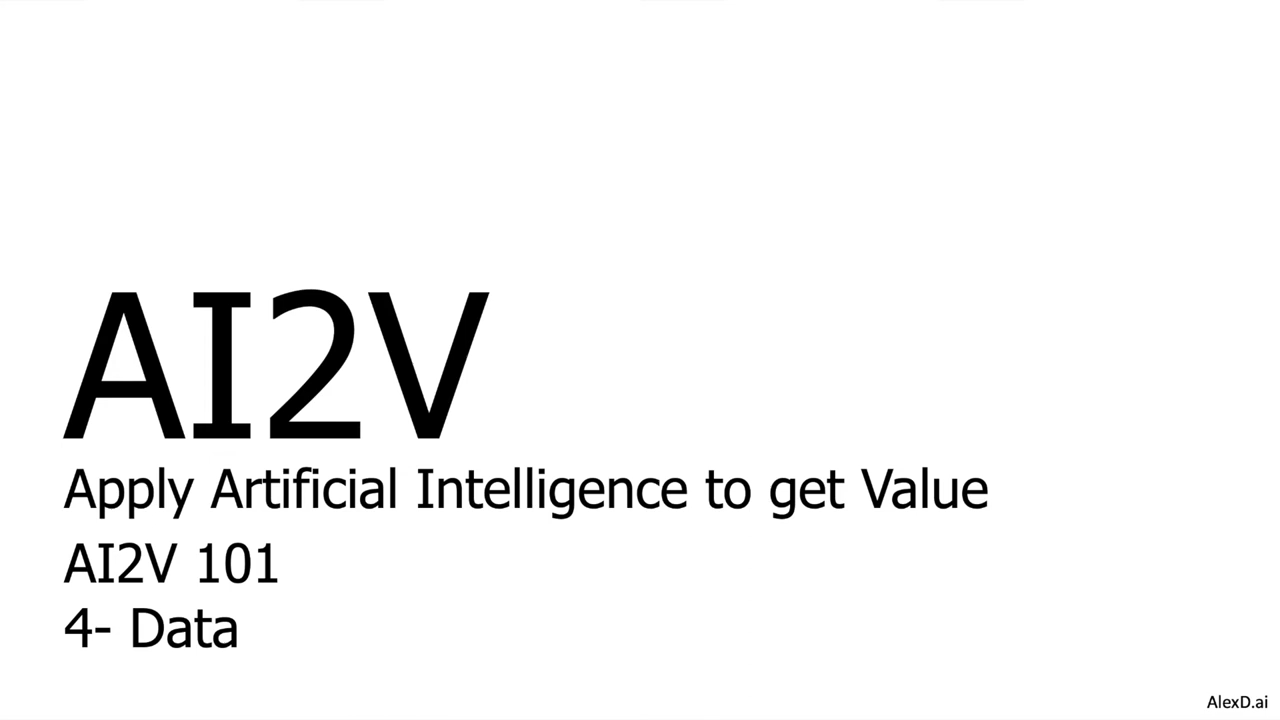 AI2V
Apply Artificial Intelligence to get Value
AI2V 101
4- Data
AlexD.ai